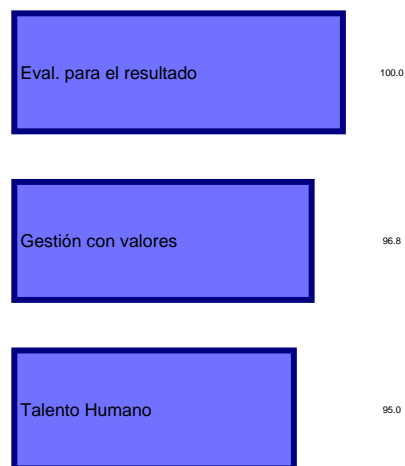 Eval. para el resultado 100.0
Gestión con valores 96.8
Talento Humano 95.0